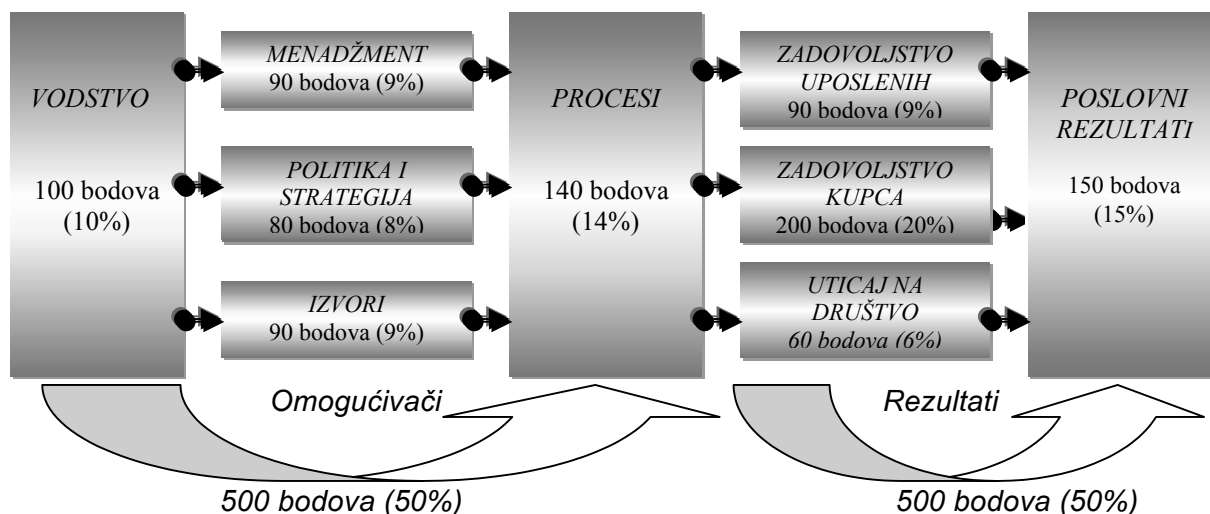 VODSTVO
100 bodova
(10%)
MENADŽMENT
90 bodova (9%)
POLITIKA I
STRATEGIJA
80 bodova (8%)
IZVORI
90 bodova (9%)
PROCESI
140 bodova
(14%)
ZADOVOLJSTVO
UPOSLENIH
90 bodova (9%)
ZADOVOLJSTVO
KUPCA
200 bodova (20%)
UTICAJ NA
DRUŠTVO
60 bodova (6%)
POSLOVNI
REZULTATI
150 bodova
(15%)
Omogućivači
500 bodova (50%)
Rezultati
500 bodova (50%)